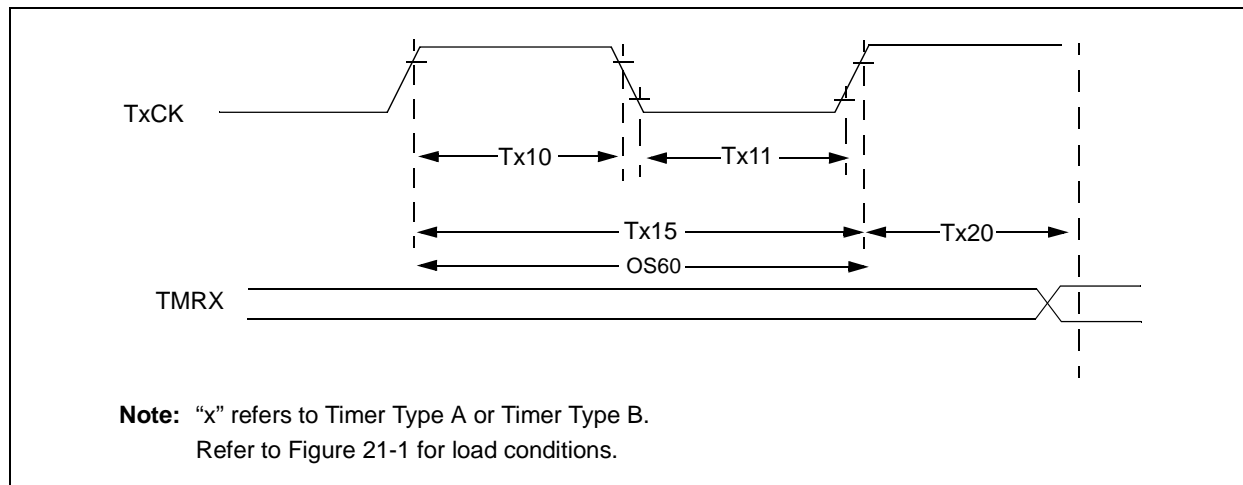 TxCK
Tx10
Tx11
Tx15
Tx20
OS60
TMRX
Note: “x” refers to Timer Type A or Timer Type B.
Refer to Figure 21-1 for load conditions.